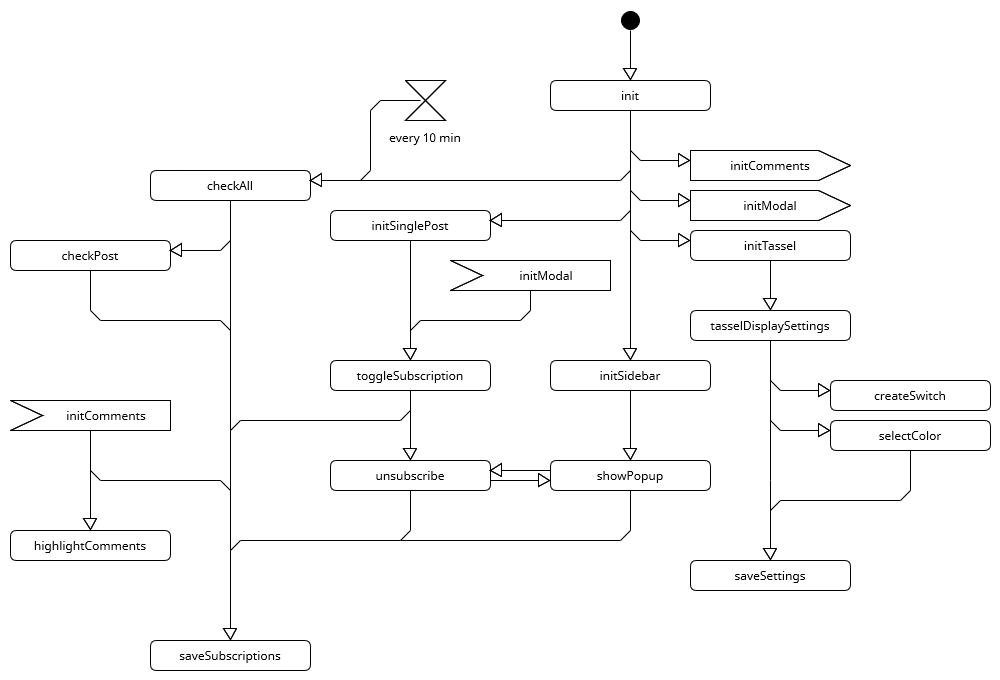 init
every 10 min
initComments
checkAll
initModal
initSinglePost
checkPost
initTassel
initModal
tasselDisplaySettings
toggleSubscription
initSidebar
createSwitch
initComments
selectColor
unsubscribe
showPopup
highlightComments
saveSettings
saveSubscriptions